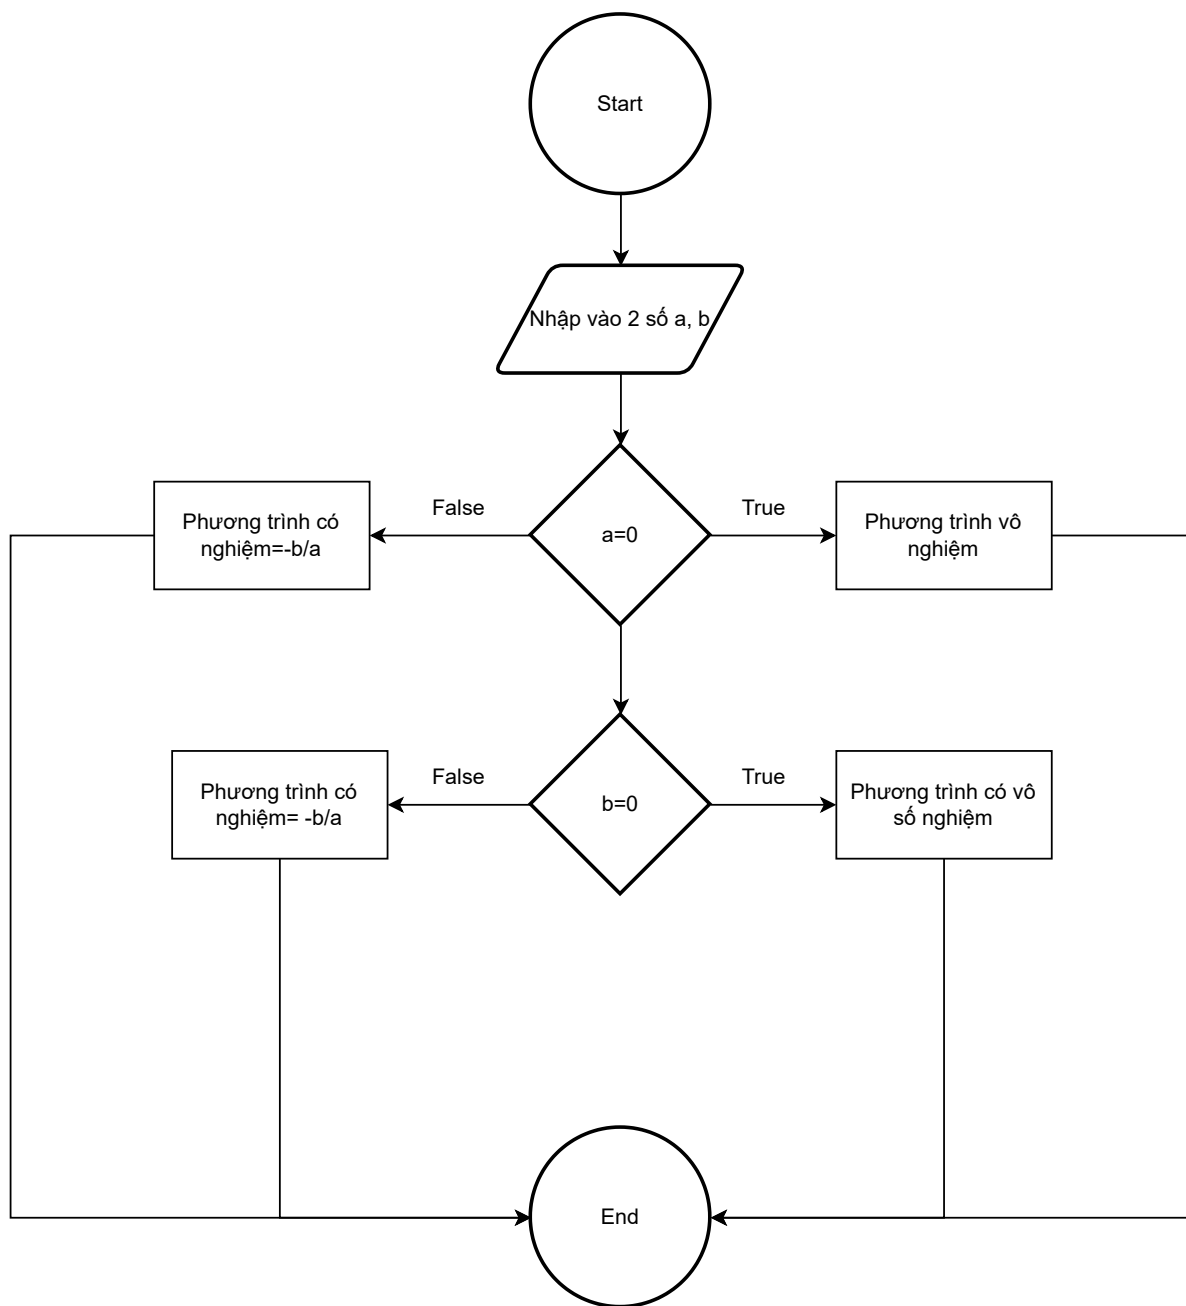 Start
Nhập vào 2 số a, b
False
True
Phương trình có
nghiệm=-b/a
a=0
Phương trình vô
nghiệm
False
True
Phương trình có
nghiệm= -b/a
b=0
Phương trình có vô
số nghiệm
End